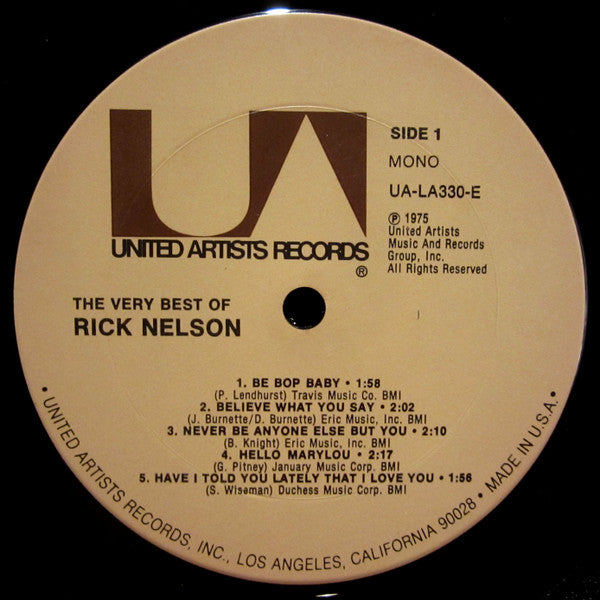 UA
UNITED ARTISTS RECORDS
®
SIDE 1
MONO
UA-LA330-E
℗ 1975
United Artists
Music And Records
Group, Inc.
All Rights Reserved
THE VERY BEST OF
RICK NELSON
1. BE BOP BABY • 1:58
(P. Lendhurst) Travis Music Co. BMI
2. BELIEVE WHAT YOU SAY • 2:02
(J. Burnette/D. Burnette) Eric Music, Inc. BMI
3. NEVER BE ANYONE ELSE BUT YOU • 2:10
(B. Knight) Eric Music, Inc. BMI
4. HELLO MARYLOU • 2:17
(G. Pitney) January Music Corp. BMI
5. HAVE I TOLD YOU LATELY THAT I LOVE YOU • 1:56
(S. Wiseman) Duchess Music Corp. BMI
• UNITED ARTISTS RECORDS, INC., LOS ANGELES, CALIFORNIA 90028 • MADE IN U.S.A. •